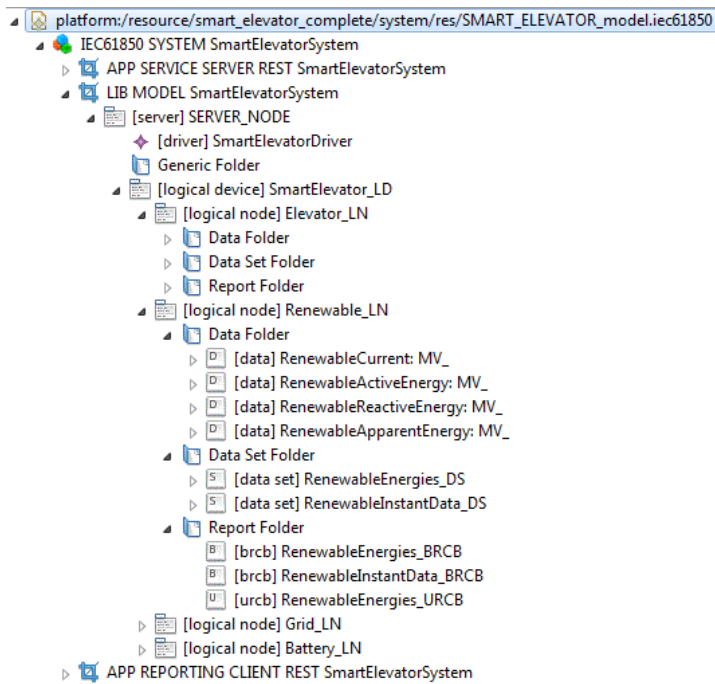 platform:/resource/smart_elevator_complete/system/res/SMART_ELEVATOR_model.iec61850
IEC61850 SYSTEM SmartElevatorSystem
APP SERVICE SERVER REST SmartElevatorSystem
LIB MODEL SmartElevatorSystem
[server] SERVER_NODE
[driver] SmartElevatorDriver
Generic Folder
[logical device] SmartElevator_LD
[logical node] Elevator_LN
Data Folder
Data Set Folder
Report Folder
[logical node] Renewable_LN
Data Folder
D [data] RenewableCurrent: MV_
D [data] RenewableActiveEnergy: MV_
D [data] RenewableReactiveEnergy: MV_
D [data] RenewableApparentEnergy: MV_
Data Set Folder
S [data set] RenewableEnergies_DS
S [data set] RenewableInstantData_DS
Report Folder
B [brcb] RenewableEnergies_BRCB
B [brcb] RenewableInstantData_BRCB
U [urcb] RenewableEnergies_URCB
[logical node] Grid_LN
[logical node] Battery_LN
APP REPORTING CLIENT REST SmartElevatorSystem